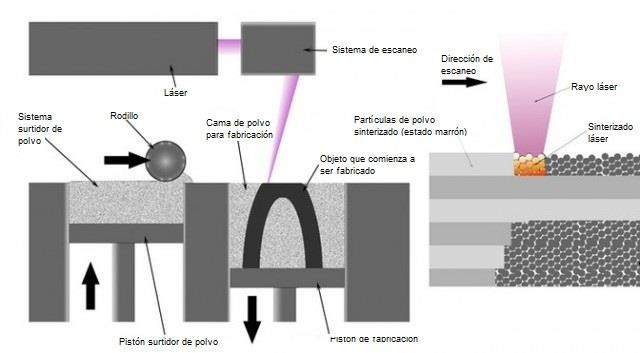 Sistema de escaneo
Láser
Sistema
surtidor de
polvo
Rodillo
Cama de polvo
para fabricación
Objeto que comienza a
ser fabricado
Pistón surtidor de polvo
Pistón de fabricación
Dirección de
escaneo
Rayo láser
Partículas de polvo
sinterizado (estado marrón)
Sinterizado
láser